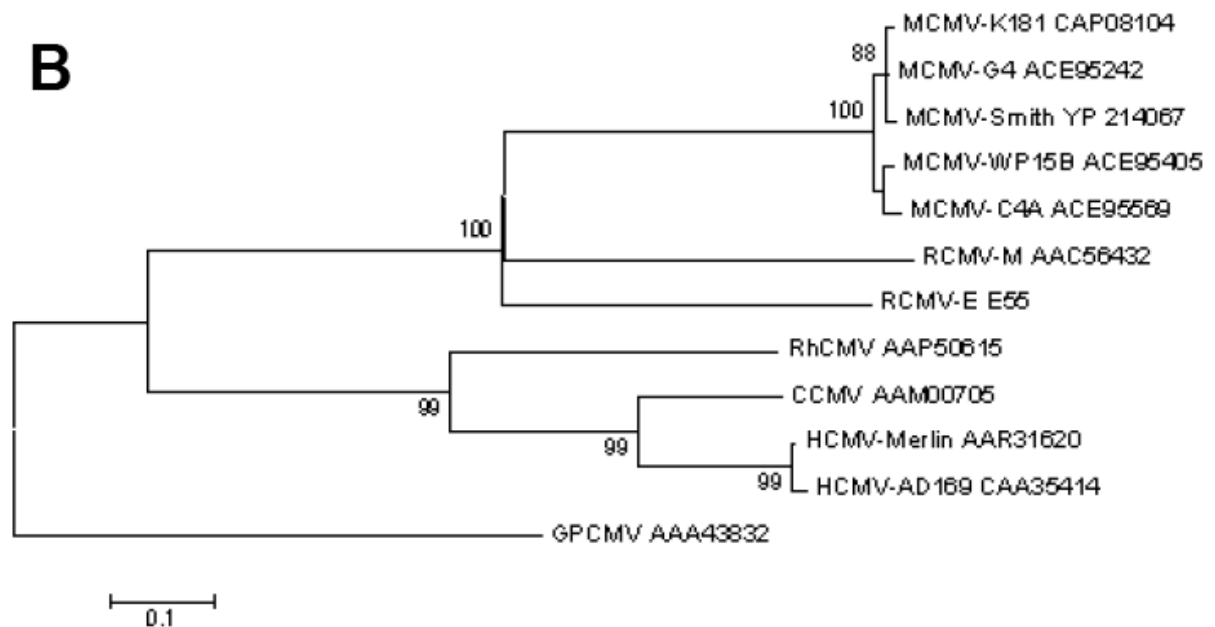 B
MCMV-K181 CAP08104
88
MCMV-G4 ACE95242
100
MCMV-Smith YP 214067
MCMV-WP15B ACE95405
MCMV-C4A ACE95569
100
RCMV-M AAC56432
RCMV-E E55
RhCMV AAP50615
99
CCMV AAM00705
99
HCMV-Merlin AAR31620
99
HCMV-AD169 CAA35414
GPCMV AAA43832
0.1